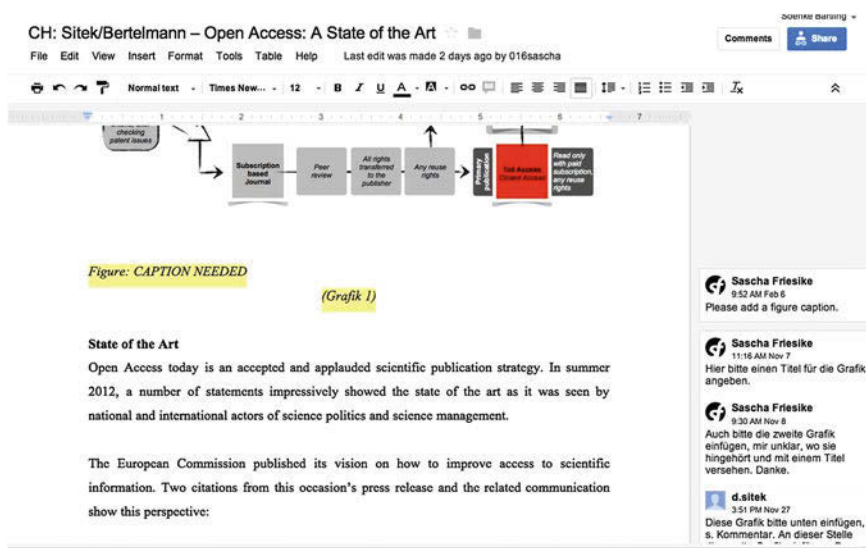 Soenke Bartling
CH: Sitek/Bertelmann – Open Access: A State of the Art
Comments
Share
File Edit View Insert Format Tools Table Help Last edit was made 2 days ago by 016sascha
Normal text Times New... 12 B I U A A
1 2 3 4 5 6 7
checking
patent issues
Subscription
based
Journal
Peer
review
All rights
transferred
to the
publisher
Any reuse
rights
Primary
publication
Toll Access
Closed Access
Read only
with paid
subscription,
any reuse
rights
Figure: CAPTION NEEDED
(Grafik 1)
State of the Art
Open Access today is an accepted and applauded scientific publication strategy. In summer
2012, a number of statements impressively showed the state of the art as it was seen by
national and international actors of science politics and science management.
The European Commission published its vision on how to improve access to scientific
information. Two citations from this occasion's press release and the related communication
show this perspective:
Sascha Friesike
9:52 AM Feb 6
Please add a figure caption.
Sascha Friesike
11:16 AM Nov 7
Hier bitte einen Titel für die Grafik
angeben.
Sascha Friesike
9:30 AM Nov 8
Auch bitte die zweite Grafik
einfügen, mir unklar, wo sie
hingehört und mit einem Titel
versehen. Danke.
d.sitek
3:51 PM Nov 27
Diese Grafik bitte unten einfügen,
s. Kommentar. An dieser Stelle